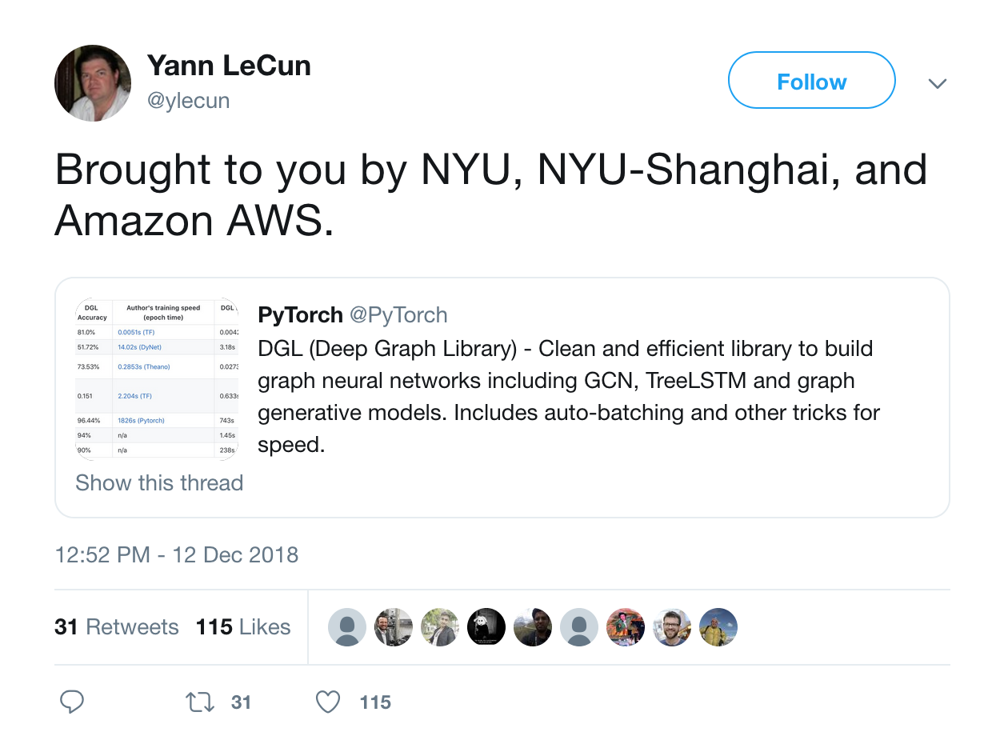 Yann LeCun
@ylecun
Follow
Brought to you by NYU, NYU-Shanghai, and
Amazon AWS.
DGL Author's training speed DGL
Accuracy (epoch time)
81.0% 0.0051s (TF) 0.0042
51.72% 14.02s (DyNet) 3.18s
73.53% 0.2853s (Theano) 0.0273
0.151 2.204s (TF) 0.633s
96.44% 1826s (Pytorch) 743s
94% n/a 1.45s
90% n/a 238s
PyTorch @PyTorch
DGL (Deep Graph Library) - Clean and efficient library to build
graph neural networks including GCN, TreeLSTM and graph
generative models. Includes auto-batching and other tricks for
speed.
Show this thread
12:52 PM - 12 Dec 2018
31 Retweets 115 Likes
31 115